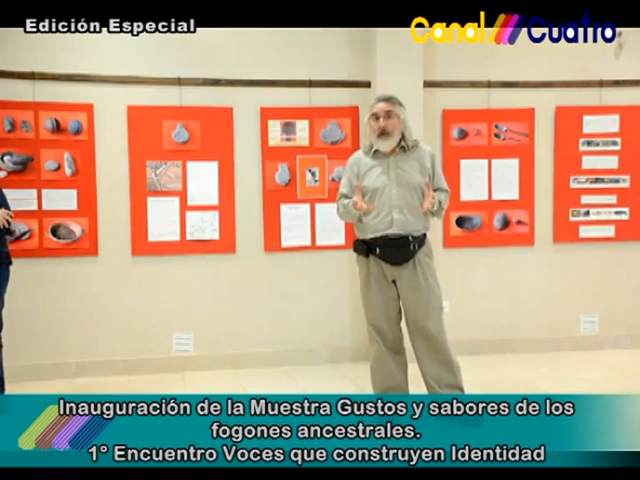 Edición Especial
Canal Cuatro
Inauguración de la Muestra Gustos y sabores de los
fogones ancestrales.
1° Encuentro Voces que construyen Identidad